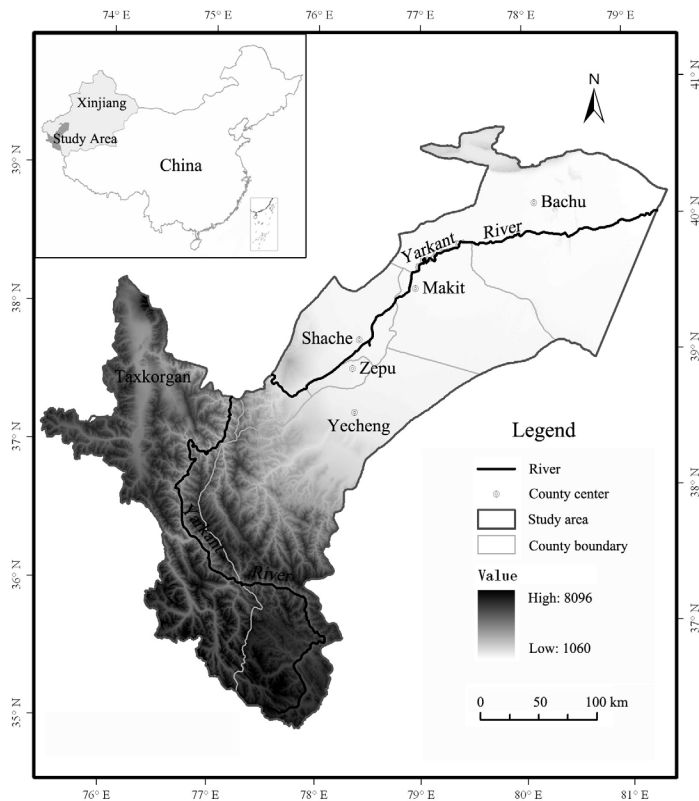 74° E 75° E 76° E 77° E 78° E 79° E
41° N
40° N
39° N
38° N
37° N
39° N
38° N
37° N
36° N
35° N
76° E 77° E 78° E 79° E 80° E 81° E
Xinjiang
Study Area
China
N
Bachu
Yarkant River
Makit
Shache
Zepu
Yecheng
Taxkorgan
Yarkant
River
Legend
River
County center
Study area
County boundary
Value
High: 8096
Low: 1060
0 50 100 km